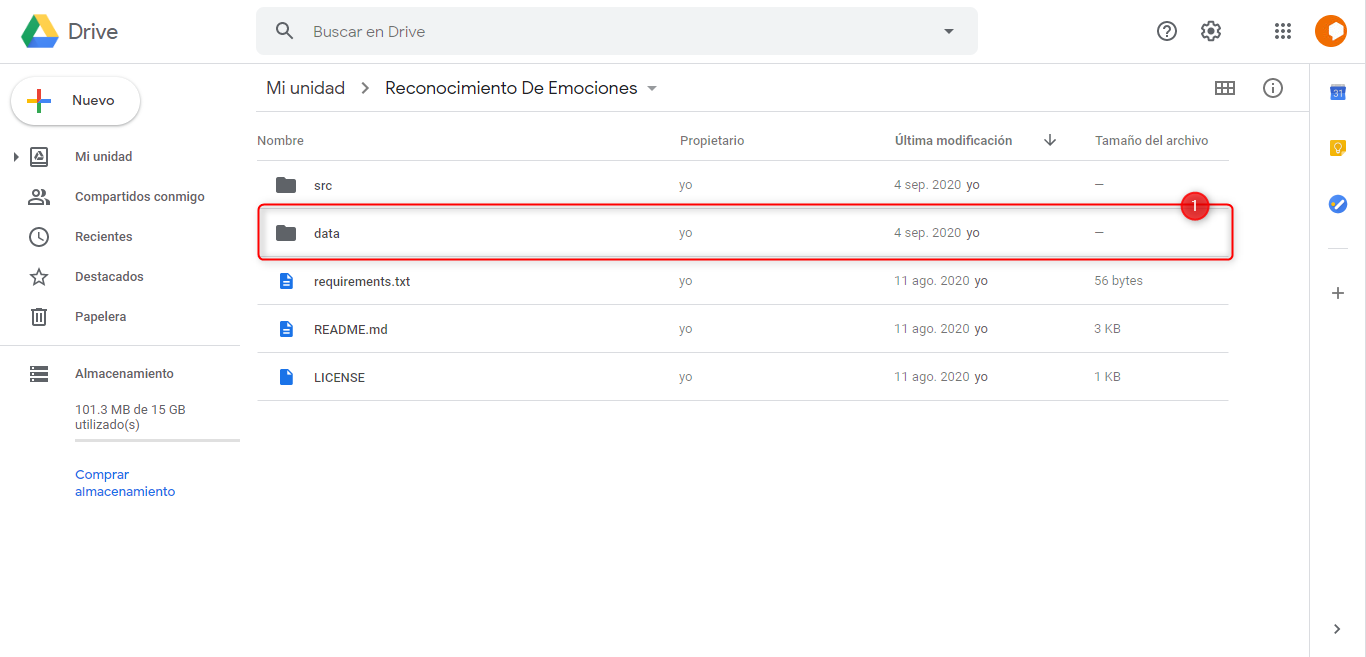 Drive
Buscar en Drive
Nuevo
Mi unidad
Compartidos conmigo
Recientes
Destacados
Papelera
Almacenamiento
101.3 MB de 15 GB
utilizado(s)
Comprar
almacenamiento
Mi unidad Reconocimiento De Emociones
Nombre Propietario Última modificación Tamaño del archivo
src yo 4 sep. 2020 yo —
1
data yo 4 sep. 2020 yo —
requirements.txt yo 11 ago. 2020 yo 56 bytes
README.md yo 11 ago. 2020 yo 3 KB
LICENSE yo 11 ago. 2020 yo 1 KB
31